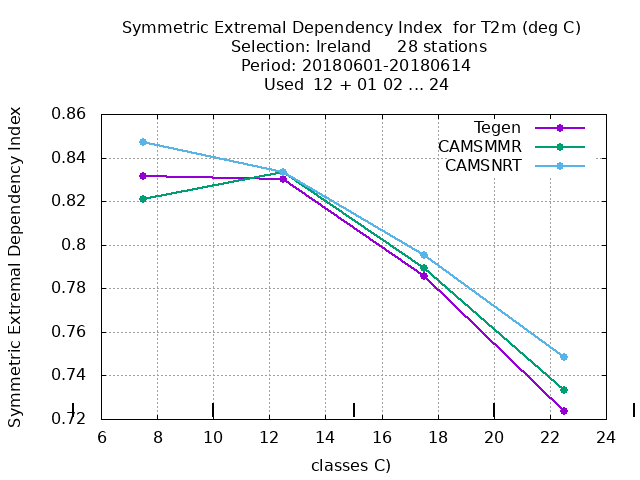 Symmetric Extremal Dependency Index  for T2m (deg C)
Selection: Ireland     28 stations
Period: 20180601-20180614
Used  12 + 01 02 ... 24
Symmetric Extremal Dependency Index
0.86
0.84
0.82
0.8
0.78
0.76
0.74
0.72
Tegen
CAMSMMR
CAMSNRT
6 8 10 12 14 16 18 20 22 24
classes C)